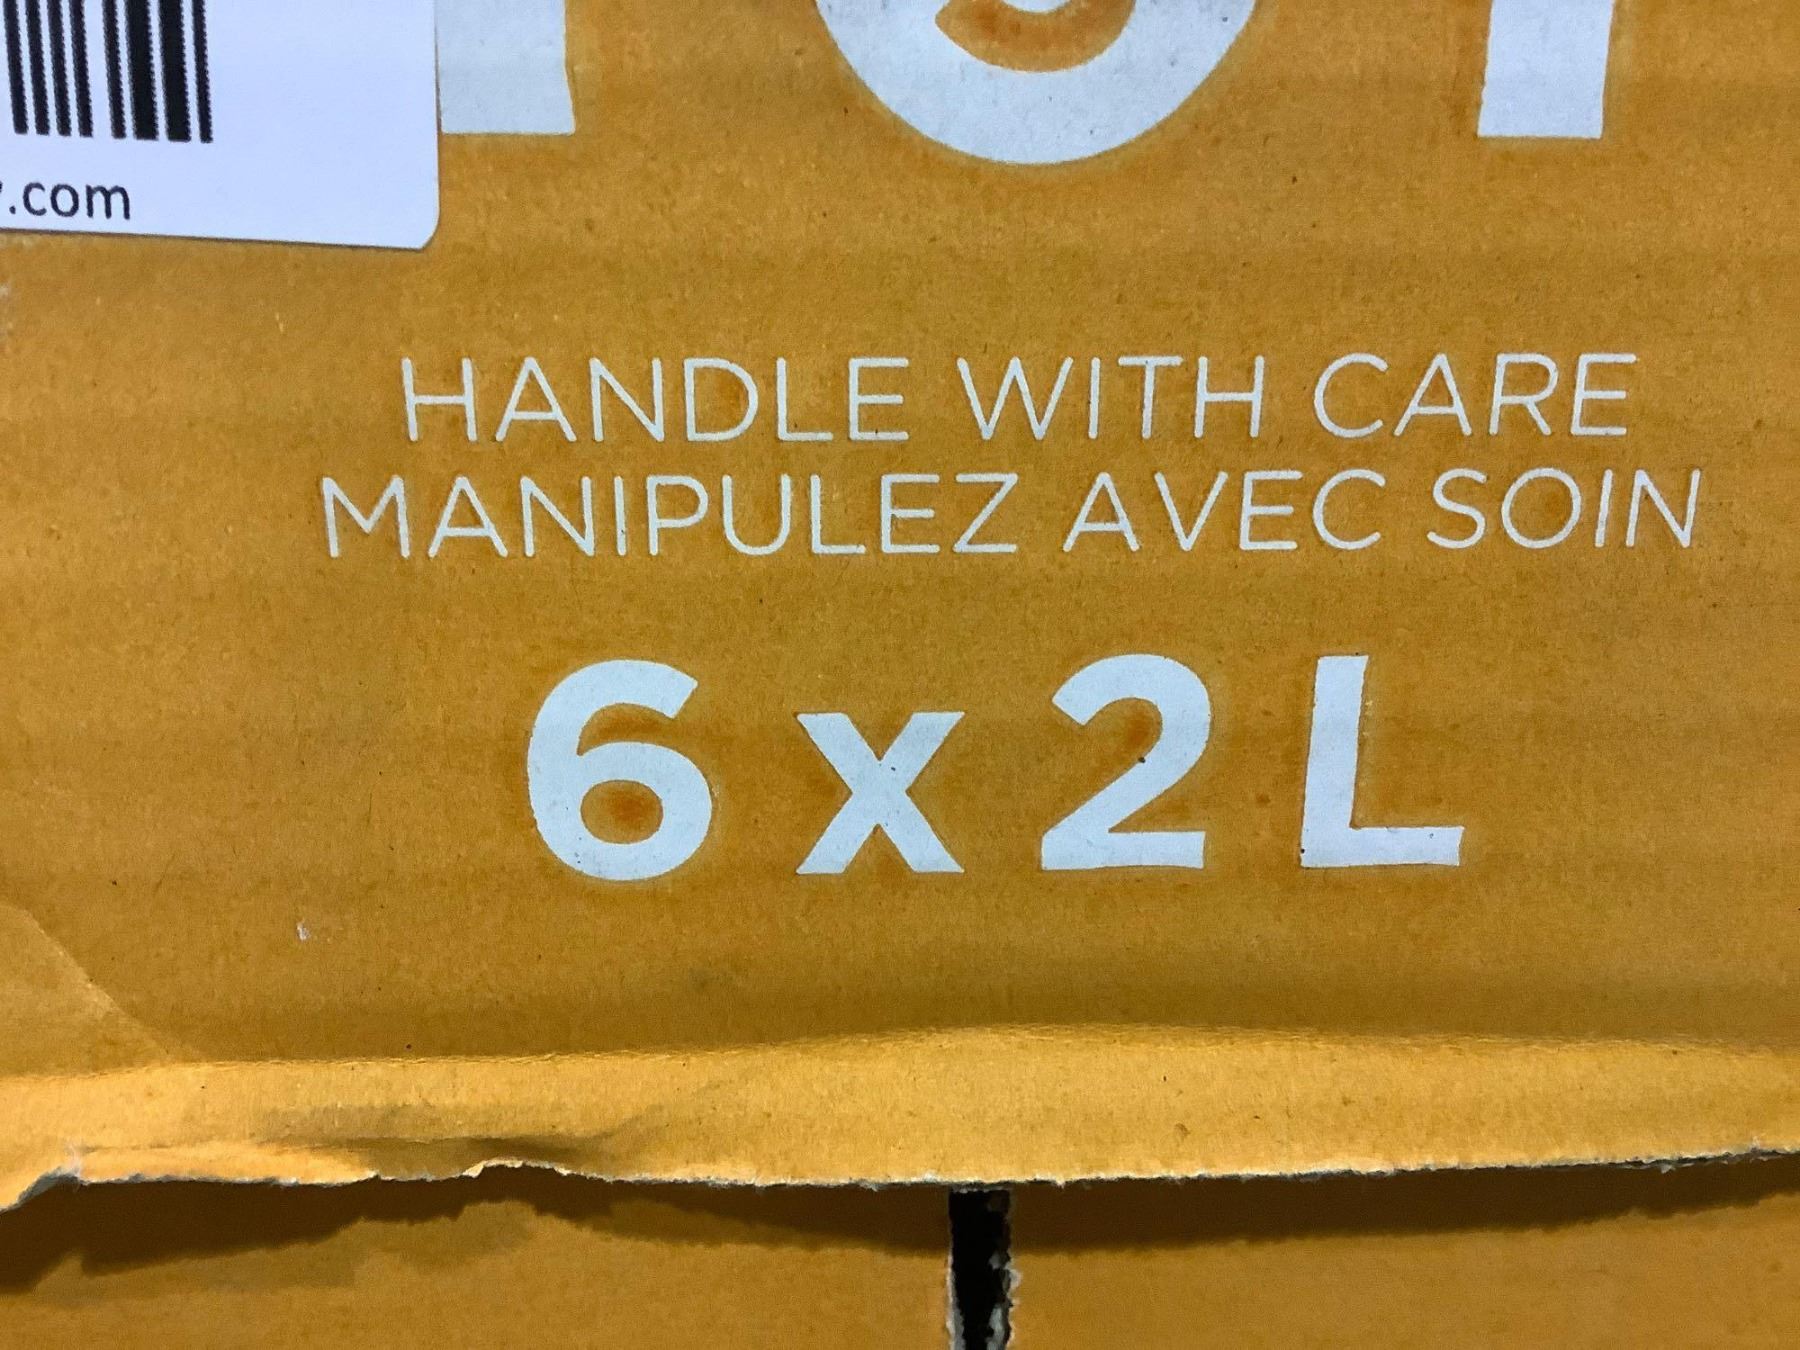 .com
HANDLE WITH CARE
MANIPULEZ AVEC SOIN
6 x 2 L